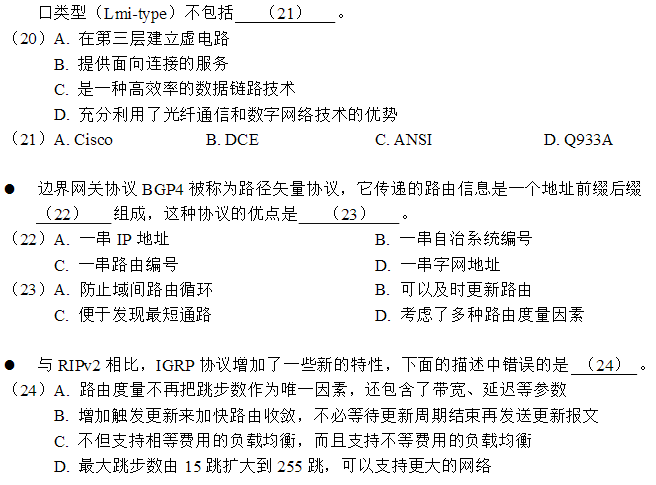 口类型（Lmi-type）不包括（21）。
（20）A. 在第三层建立虚电路
B. 提供面向连接的服务
C. 是一种高效率的数据链路技术
D. 充分利用了光纤通信和数字网络技术的优势
（21）A. Cisco B. DCE C. ANSI D. Q933A
● 边界网关协议 BGP4 被称为路径矢量协议，它传递的路由信息是一个地址前缀后缀
（22）组成，这种协议的优点是（23）。
（22）A. 一串 IP 地址 B. 一串自治系统编号
C. 一串路由编号 D. 一串字网地址
（23）A. 防止域间路由循环 B. 可以及时更新路由
C. 便于发现最短通路 D. 考虑了多种路由度量因素
● 与 RIPv2 相比，IGRP 协议增加了一些新的特性，下面的描述中错误的是（24）。
（24）A. 路由度量不再把跳步数作为唯一因素，还包含了带宽、延迟等参数
B. 增加触发更新来加快路由收敛，不必等待更新周期结束再发送更新报文
C. 不但支持相等费用的负载均衡，而且支持不等费用的负载均衡
D. 最大跳步数由 15 跳扩大到 255 跳，可以支持更大的网络